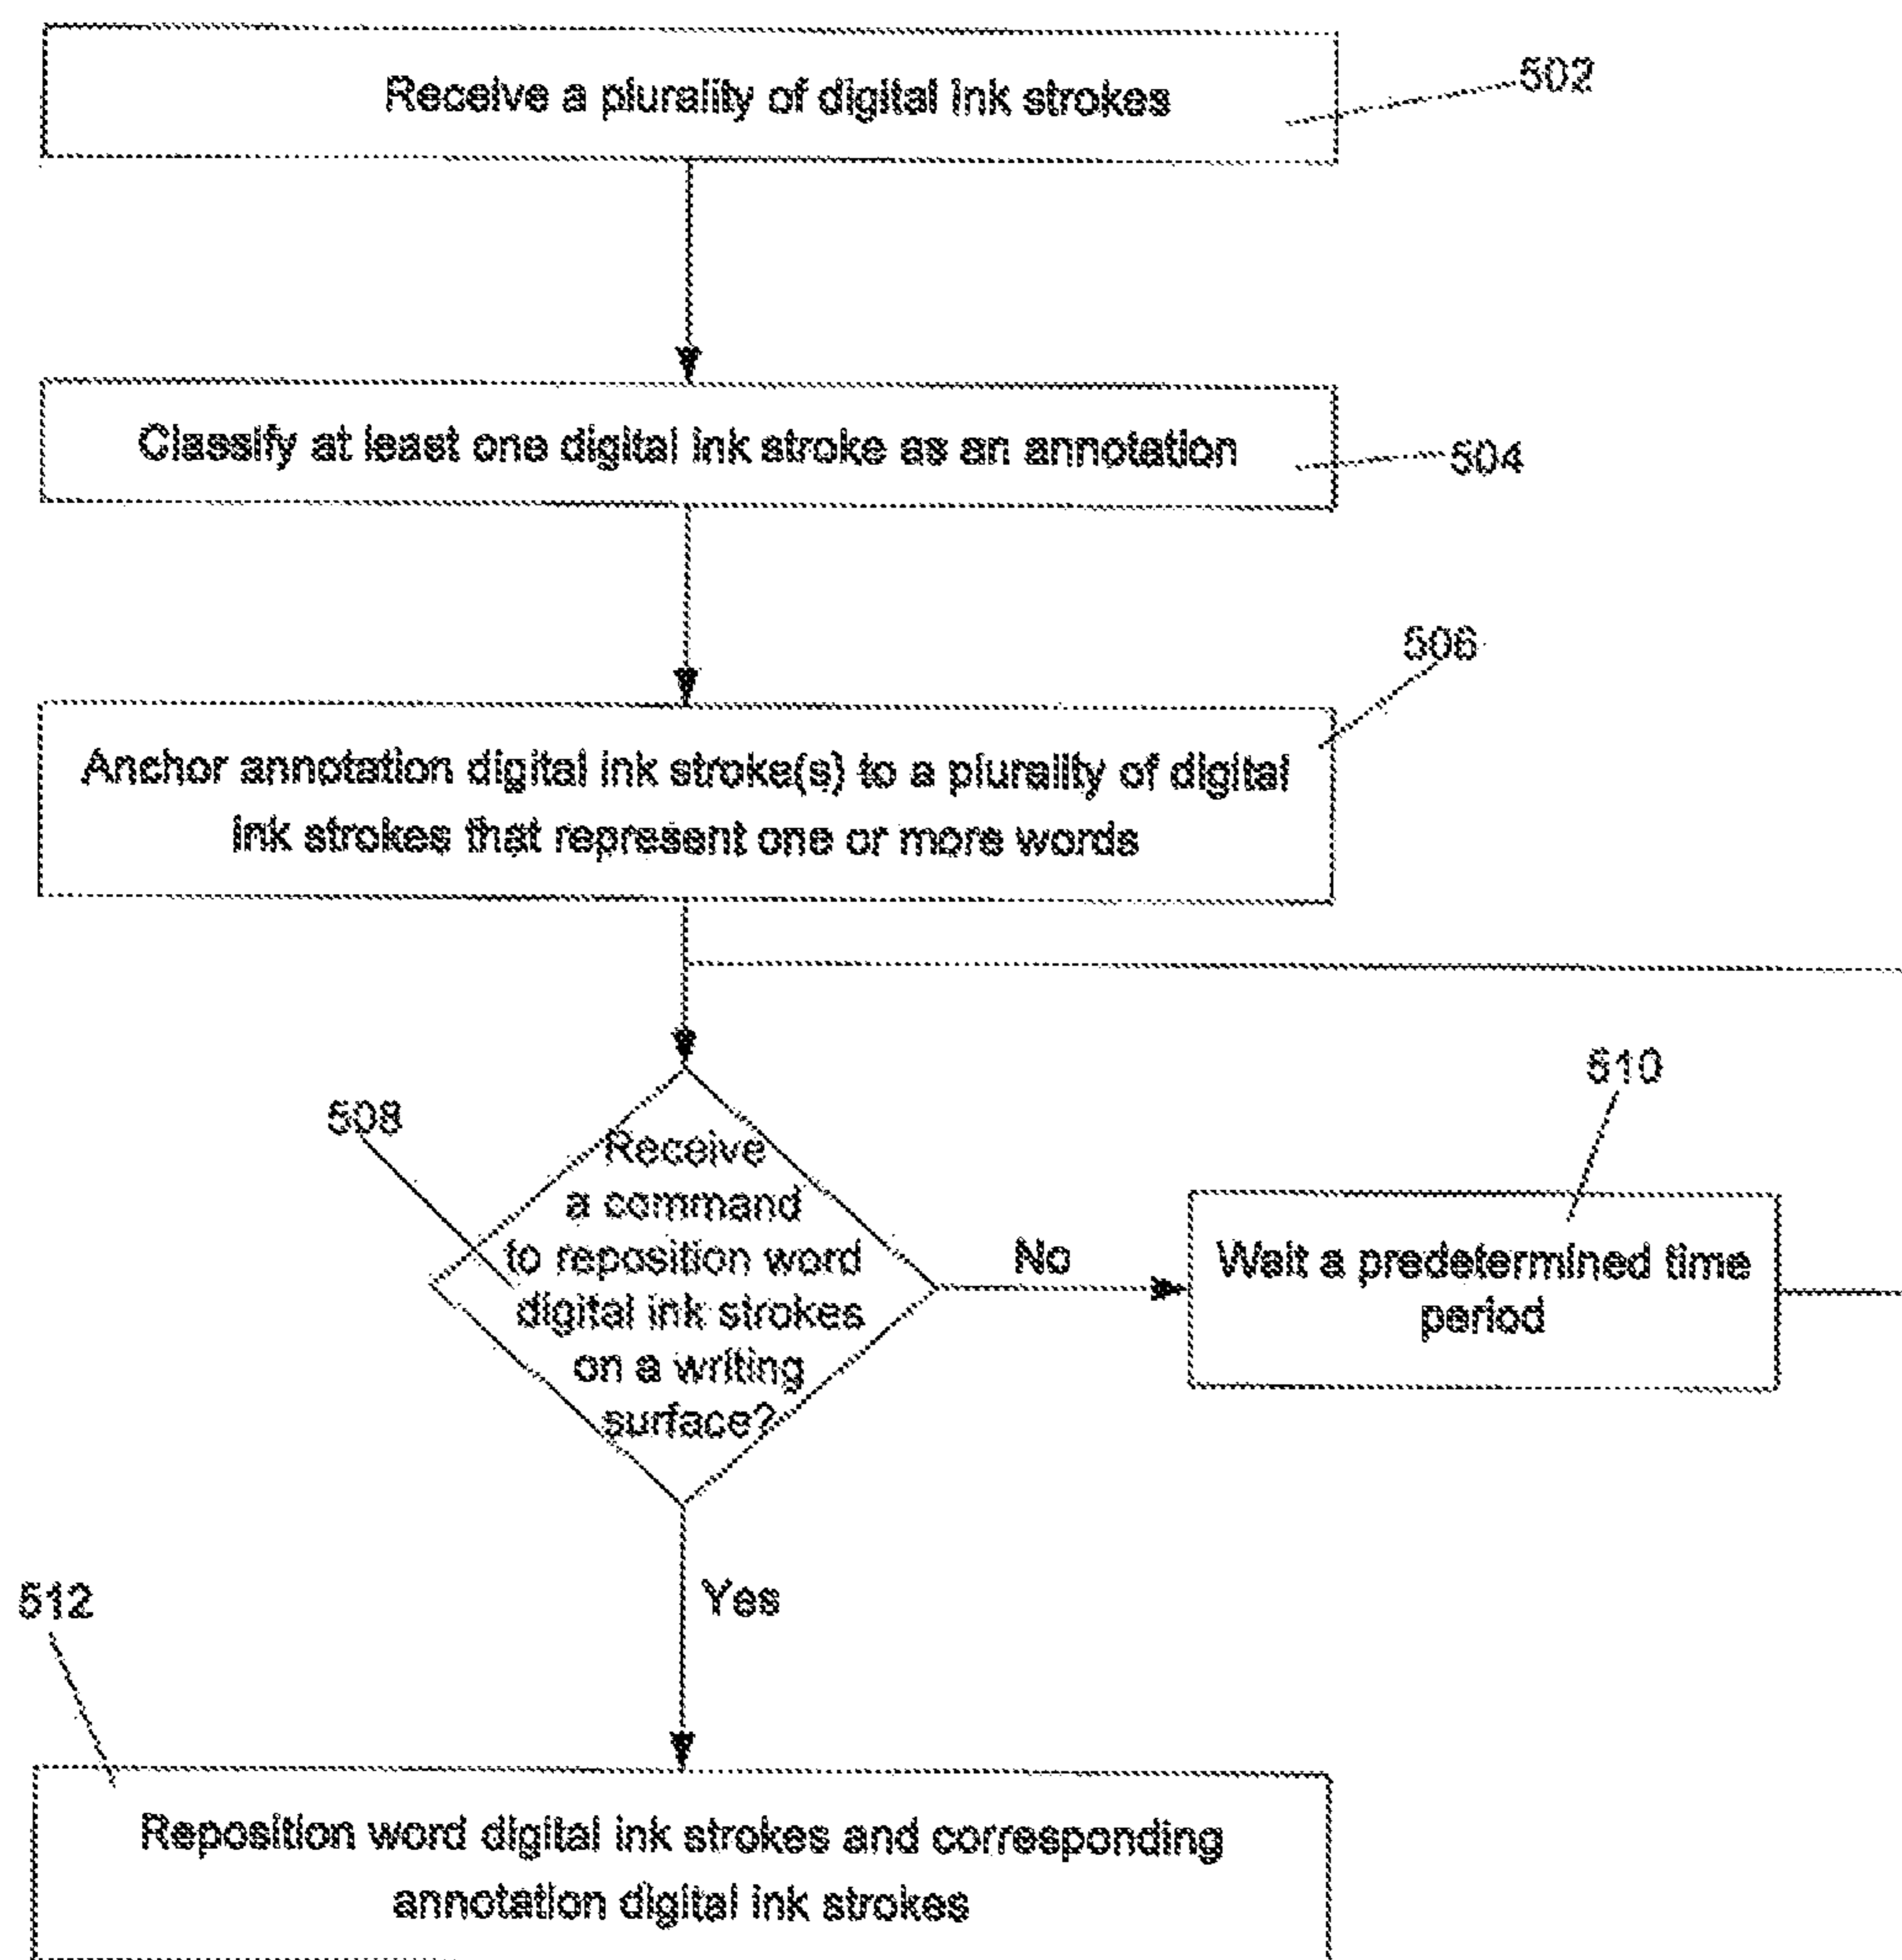 Receive a plurality of digital ink strokes
502
Classify at least one digital ink stroke as an annotation
504
506
Anchor annotation digital ink stroke(s) to a plurality of digital
ink strokes that represent one or more words
508
Receive
a command
to reposition word
digital ink strokes
on a writing
surface?
No
510
Wait a predetermined time
period
Yes
512
Reposition word digital ink strokes and corresponding
annotation digital ink strokes